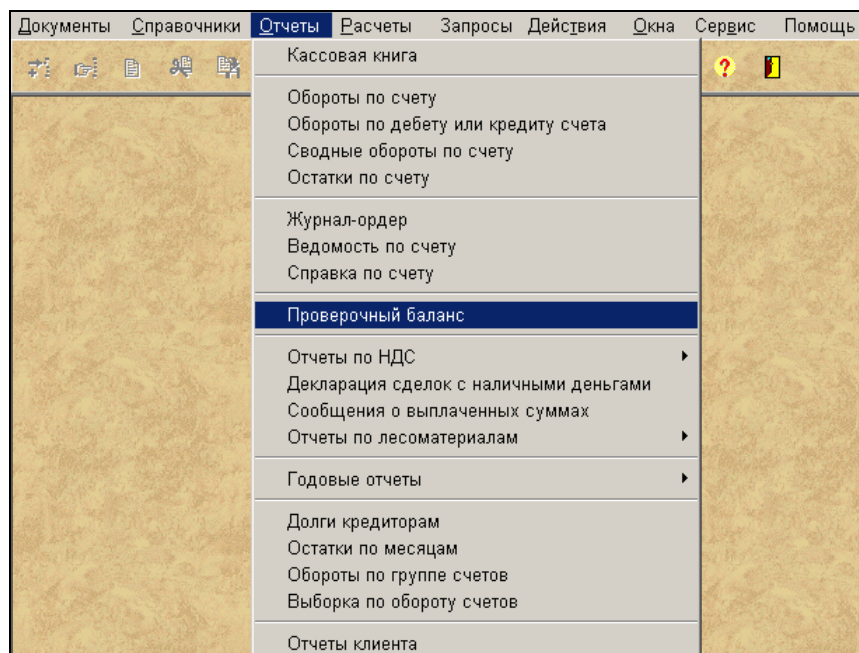 Документы Справочники Отчеты Расчеты Запросы Действия Окна Сервис Помощь
Кассовая книга
?
Обороты по счету
Обороты по дебету или кредиту счета
Сводные обороты по счету
Остатки по счету
Журнал-ордер
Ведомость по счету
Справка по счету
Проверочный баланс
Отчеты по НДС
Декларация сделок с наличными деньгами
Сообщения о выплаченных суммах
Отчеты по лесоматериалам
Годовые отчеты
Долги кредиторам
Остатки по месяцам
Обороты по группе счетов
Выборка по обороту счетов
Отчеты клиента